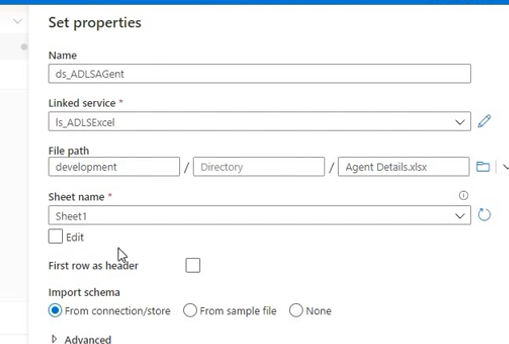 Set properties
Name
ds_ADLSAGent
Linked service *
ls_ADLSExcel
File path
development / Directory / Agent Details.xlsx
Sheet name *
Sheet1
Edit
First row as header
Import schema
From connection/store From sample file None
Advanced